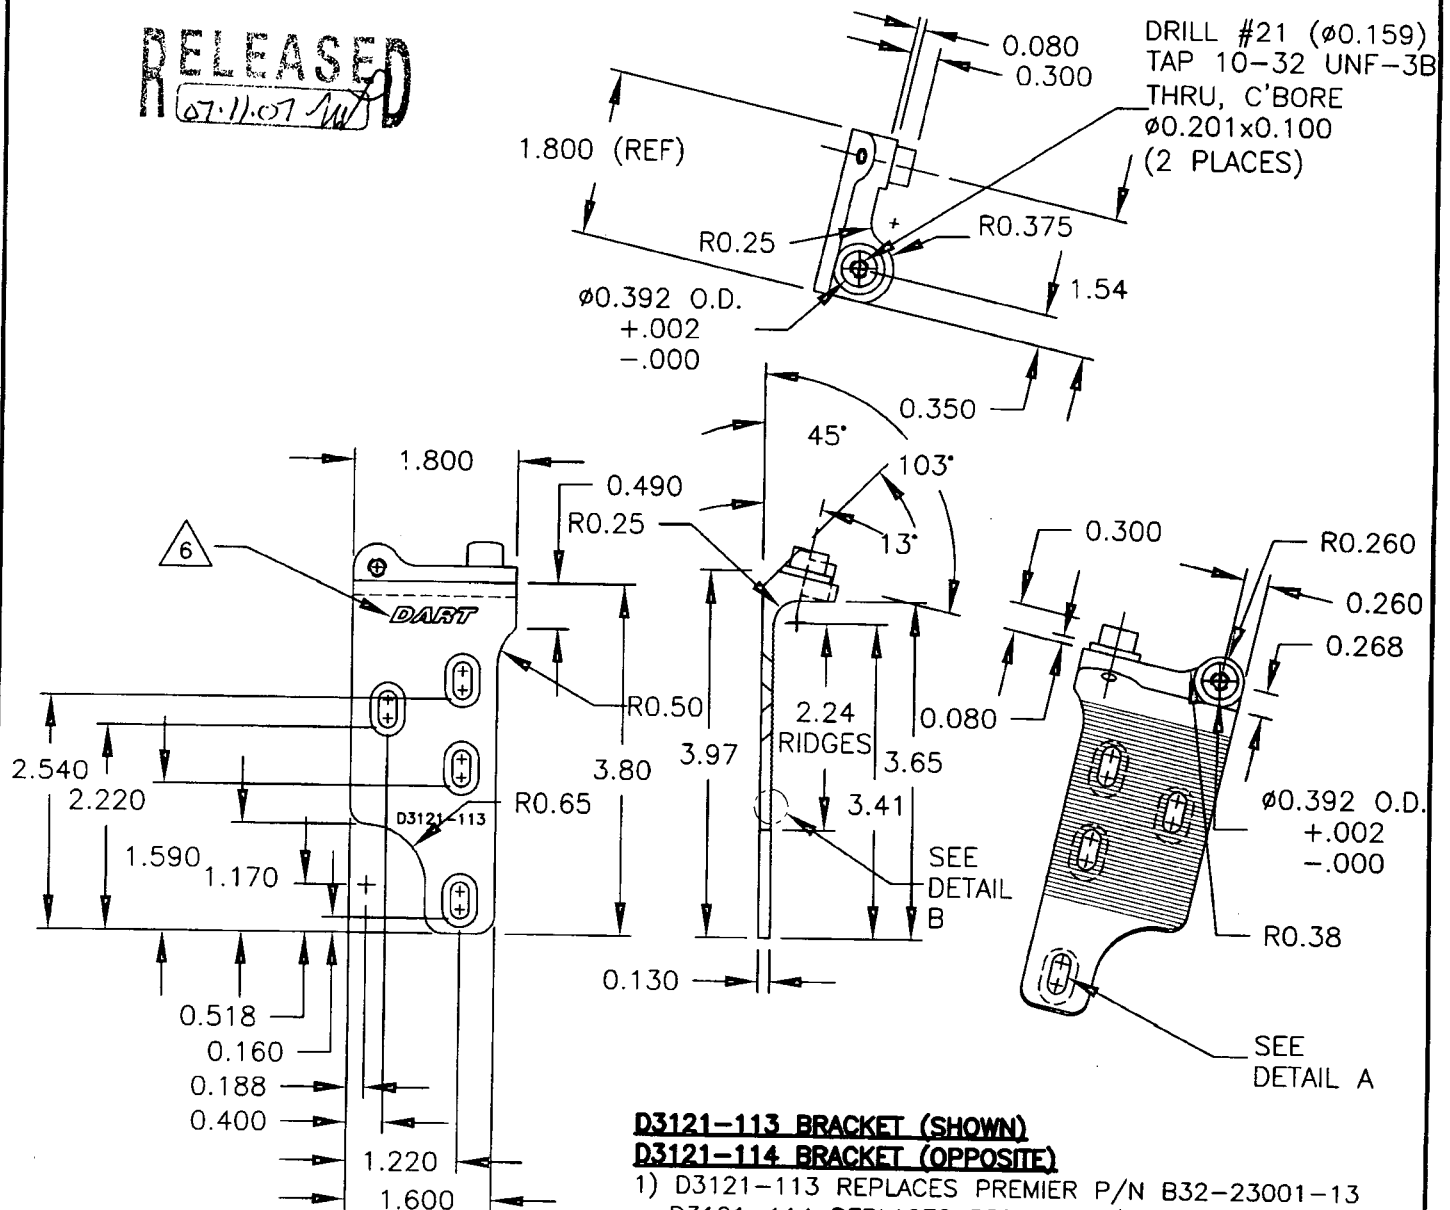 RELEASED
07.11.07
0.080
0.300
DRILL #21 (ø0.159)
TAP 10-32 UNF-3B
THRU, C'BORE
ø0.201x0.100
(2 PLACES)
1.800 (REF)
R0.25
R0.375
1.54
ø0.392 O.D.
+.002
-.000
0.350
45°
103°
13°
1.800
0.490
R0.25
6
DART
0.300
R0.260
0.260
0.268
R0.50
0.080
2.24
RIDGES
3.97
3.65
3.80
3.41
2.540
2.220
R0.65
D3121-113
ø0.392 O.D.
+.002
-.000
1.590
1.170
SEE
DETAIL
B
R0.38
0.130
0.518
0.160
0.188
0.400
1.220
1.600
SEE
DETAIL A
D3121-113 BRACKET (SHOWN)
D3121-114 BRACKET (OPPOSITE)
1) D3121-113 REPLACES PREMIER P/N B32-23001-13